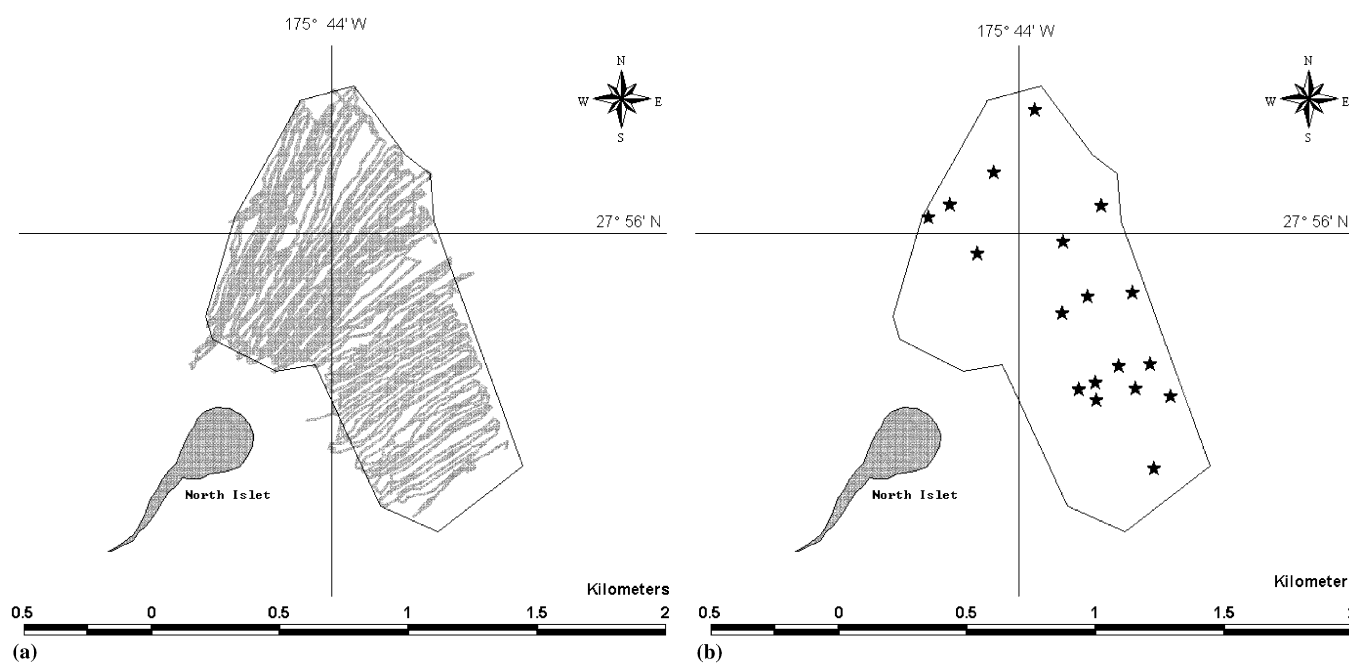 175° 44' W
N
W E
S
27° 56' N
North Islet
Kilometers
0.5 0 0.5 1 1.5 2
(a)
175° 44' W
N
W E
S
27° 56' N
North Islet
Kilometer
0.5 0 0.5 1 1.5
(b)